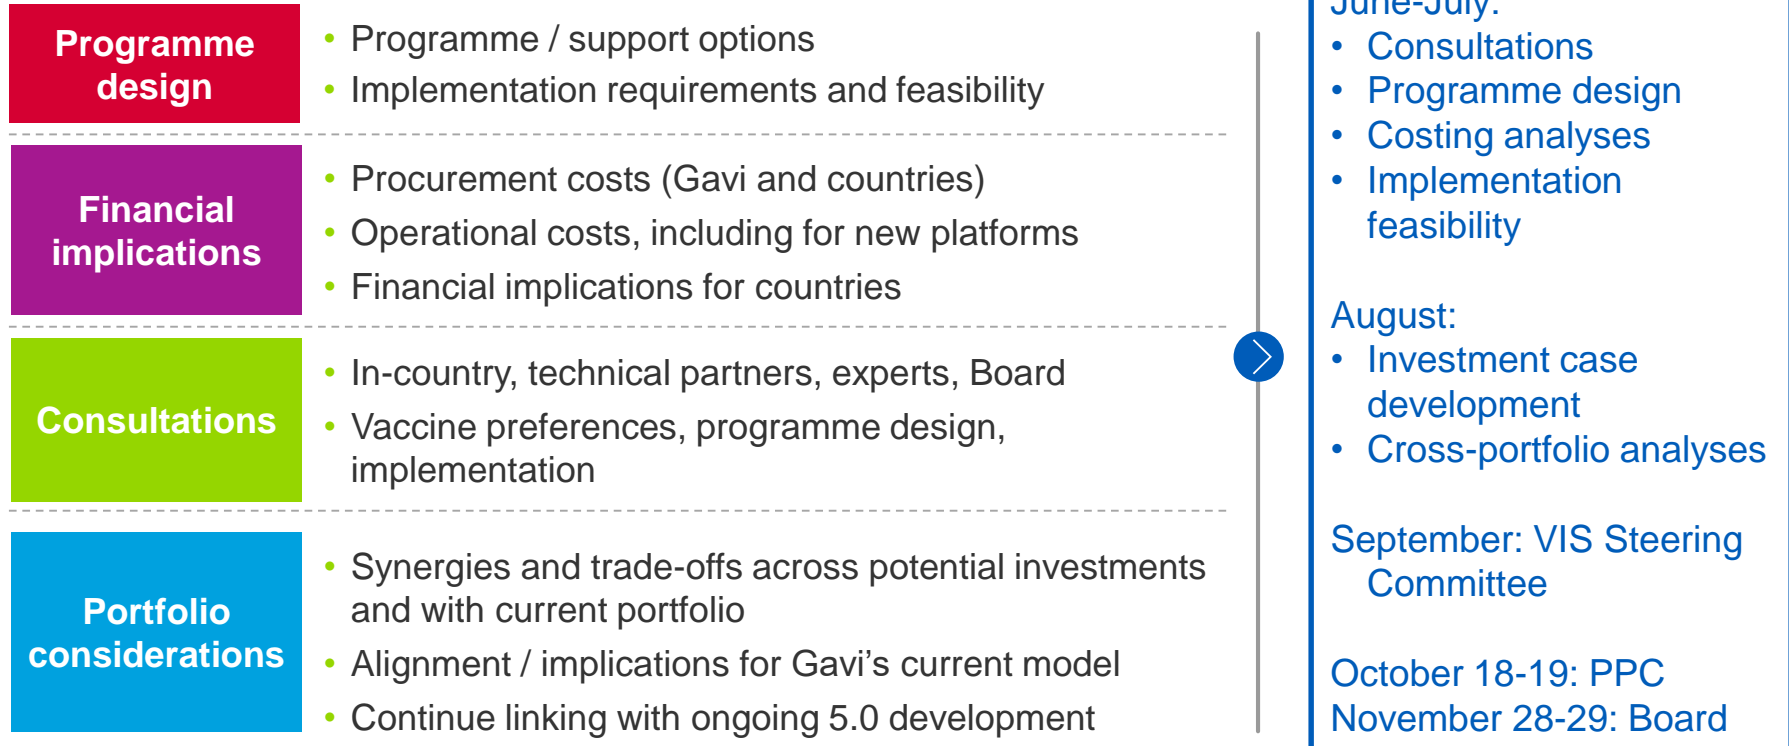 Programme
design
• Programme / support options
• Implementation requirements and feasibility
Financial
implications
• Procurement costs (Gavi and countries)
• Operational costs, including for new platforms
• Financial implications for countries
Consultations
• In-country, technical partners, experts, Board
• Vaccine preferences, programme design,
implementation
Portfolio
considerations
• Synergies and trade-offs across potential investments
and with current portfolio
• Alignment / implications for Gavi’s current model
• Continue linking with ongoing 5.0 development
June-July:
• Consultations
• Programme design
• Costing analyses
• Implementation
feasibility
August:
• Investment case
development
• Cross-portfolio analyses
September: VIS Steering
Committee
October 18-19: PPC
November 28-29: Board